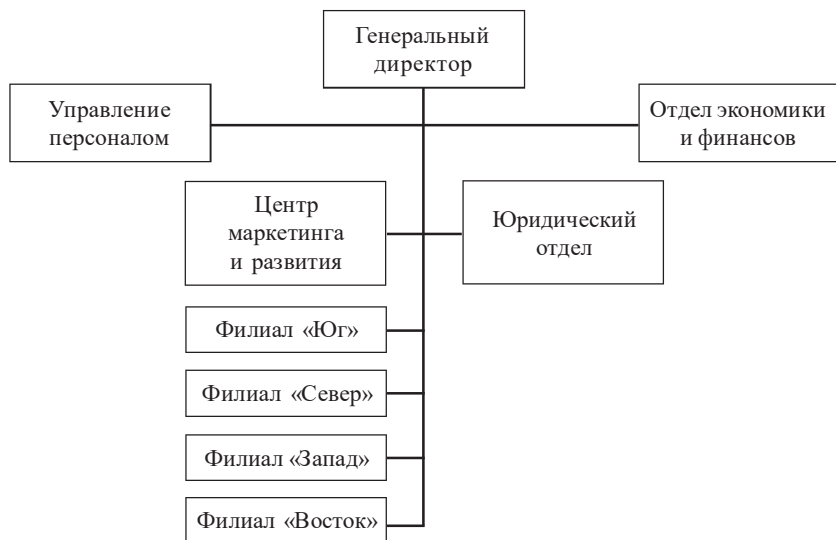 Генеральный
директор
Управление
персоналом
Отдел экономики
и финансов
Центр
маркетинга
и развития
Юридический
отдел
Филиал «Юг»
Филиал «Север»
Филиал «Запад»
Филиал «Восток»